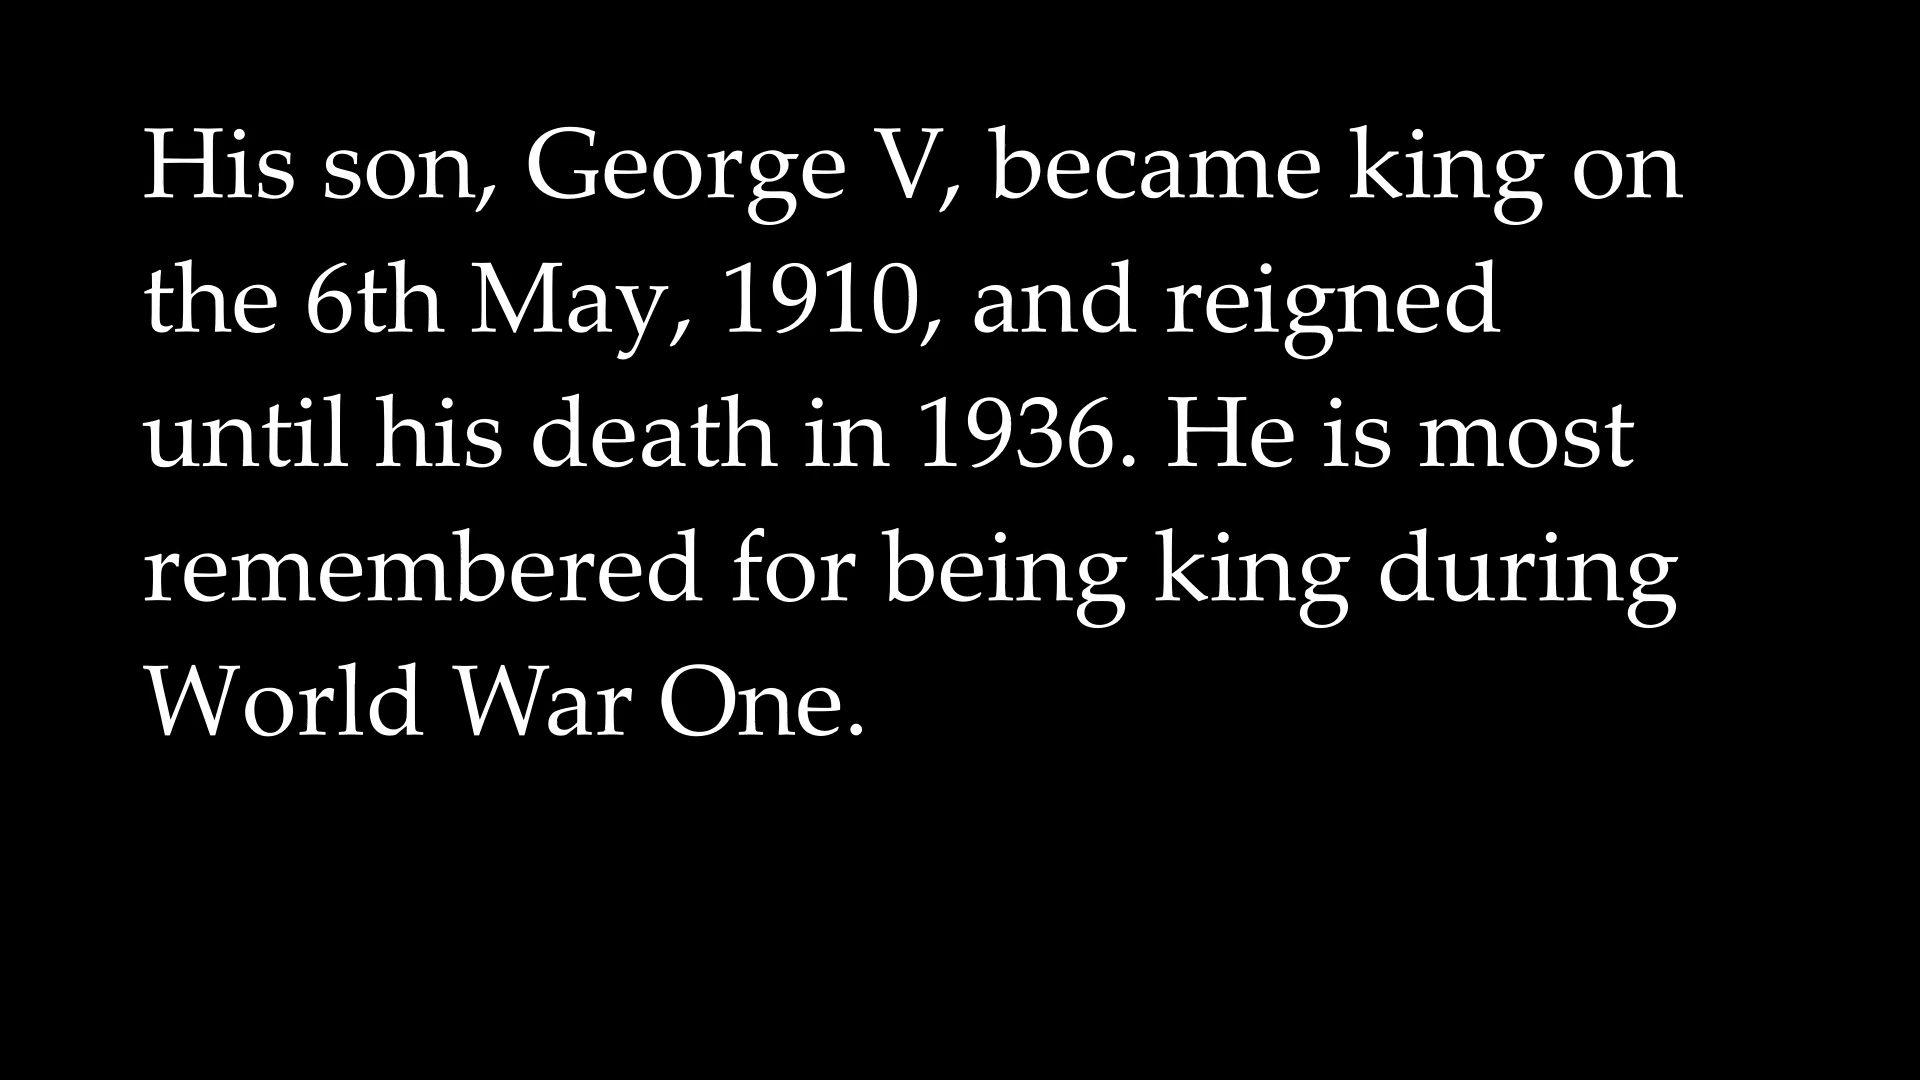 His son, George V, became king on
the 6th May, 1910, and reigned
until his death in 1936. He is most
remembered for being king during
World War One.